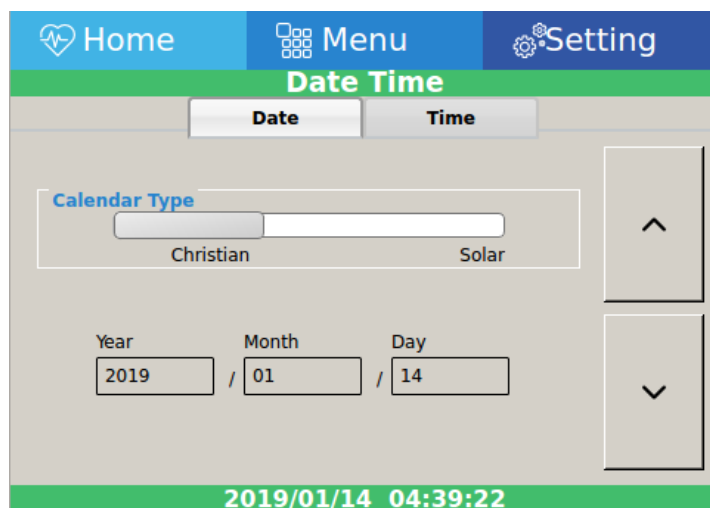 Home Menu Setting
Date Time
Date Time
Calendar Type
Christian Solar
Year Month Day
2019 / 01 / 14
2019/01/14 04:39:22